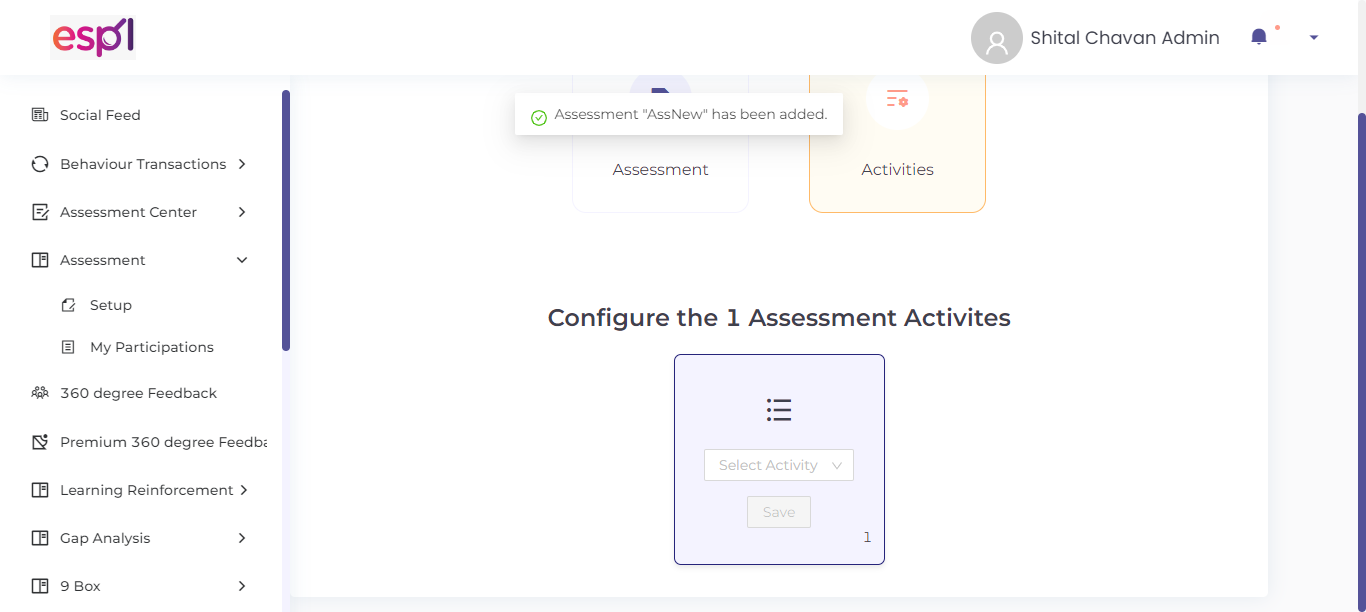 espl
Shital Chavan Admin
Social Feed
Behaviour Transactions
Assessment Center
Assessment
Setup
My Participations
360 degree Feedback
Premium 360 degree Feedba
Learning Reinforcement
Gap Analysis
9 Box
Assessment "AssNew" has been added.
Assessment
Activities
Configure the 1 Assessment Activites
Select Activity
Save
1